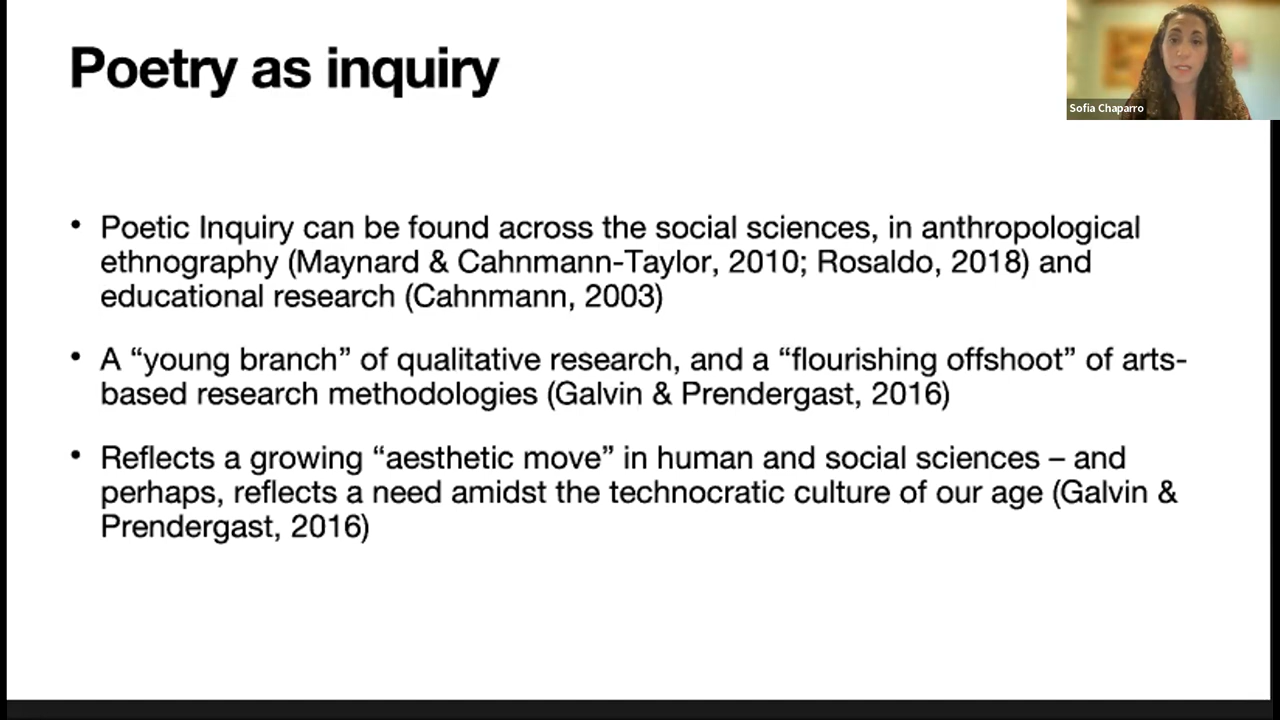 Poetry as inquiry
Sofia Chaparro
• Poetic Inquiry can be found across the social sciences, in anthropological
ethnography (Maynard & Cahnmann-Taylor, 2010; Rosaldo, 2018) and
educational research (Cahnmann, 2003)
• A “young branch” of qualitative research, and a “flourishing offshoot” of arts-
based research methodologies (Galvin & Prendergast, 2016)
• Reflects a growing “aesthetic move” in human and social sciences – and
perhaps, reflects a need amidst the technocratic culture of our age (Galvin &
Prendergast, 2016)